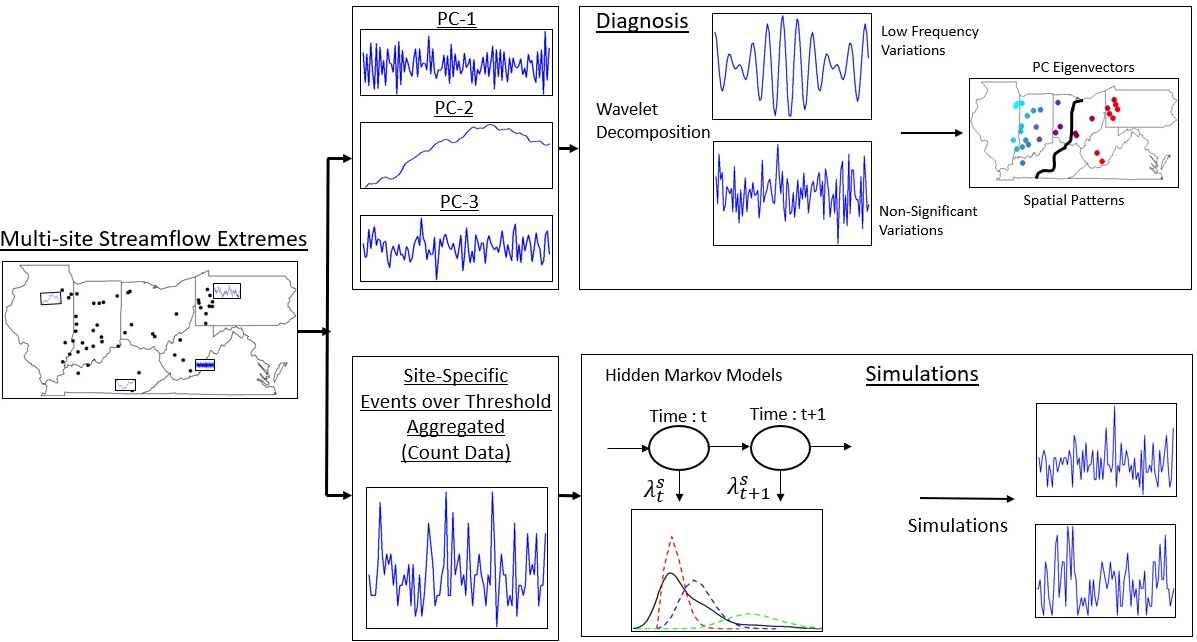 Multi-site Streamflow Extremes
PC-1
PC-2
PC-3
Diagnosis
Wavelet
Decomposition
Low Frequency
Variations
Non-Significant
Variations
PC Eigenvectors
Spatial Patterns
Site-Specific
Events over Threshold
Aggregated
(Count Data)
Hidden Markov Models
Simulations
Time : t
Time : t+1
λ_t^s
λ_{t+1}^s
Simulations